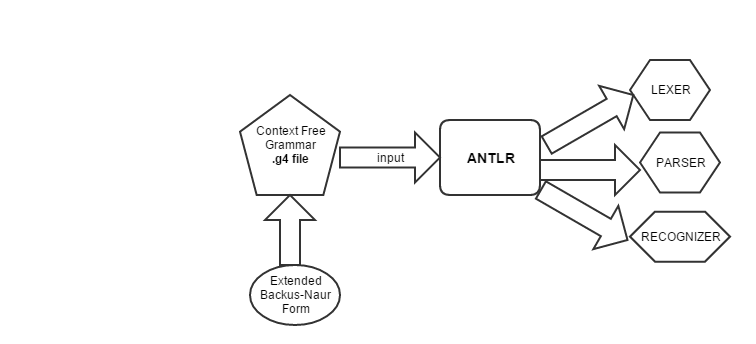 Context Free
Grammar
.g4 file
input
ANTLR
LEXER
PARSER
RECOGNIZER
Extended
Backus-Naur
Form